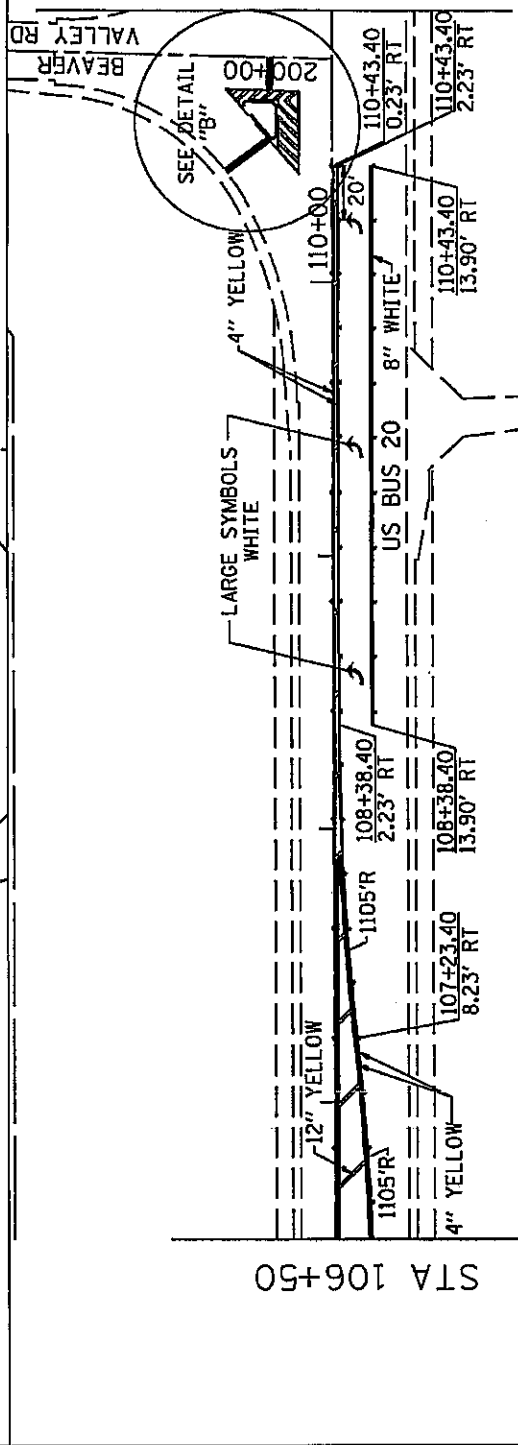 BEAVER
VALLEY RD
SEE DETAIL
"B"
200+00
110+43.40
0.23' RT
110+43.40
2.23' RT
110+00
20'
4" YELLOW
LARGE SYMBOLS
WHITE
8" WHITE
110+43.40
13.90' RT
US BUS 20
108+38.40
2.23' RT
108+38.40
13.90' RT
1105'R
107+23.40
8.23' RT
12" YELLOW
1105'R
4" YELLOW
STA 106+50